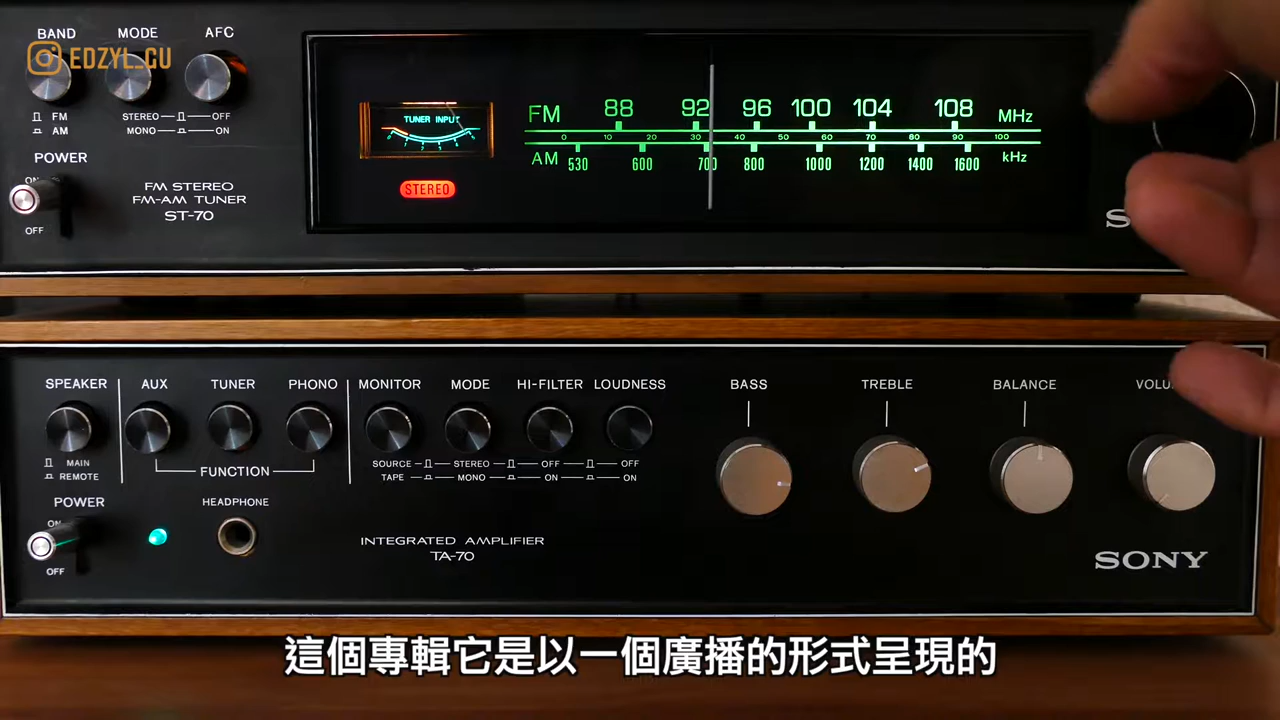 BAND MODE AFC
EDZYL_CU
FM STEREO OFF
AM MONO ON
POWER
ON
OFF
FM STEREO
FM-AM TUNER
ST-70
TUNER INPUT
STEREO
FM 88 92 96 100 104 108 MHz
0 10 20 30 40 50 60 70 80 90 100
AM 530 600 700 800 1000 1200 1400 1600 kHz
SPEAKER AUX TUNER PHONO MONITOR MODE HI-FILTER LOUDNESS BASS TREBLE BALANCE
MAIN SOURCE STEREO OFF OFF
REMOTE FUNCTION TAPE MONO ON ON
POWER HEADPHONE
ON
OFF
INTEGRATED AMPLIFIER
TA-70
SONY
這個專輯它是以一個廣播的形式呈現的